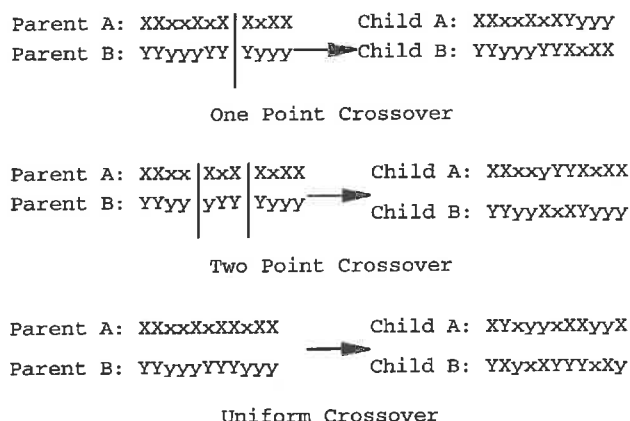 Parent A: XXxxXxX XxXX Child A: XXxxXxXYyyy
Parent B: YYyyyYY Yyyy Child B: YYyyyYYXxXX
One Point Crossover
Parent A: XXxx XxX XxXX Child A: XXxxyYYXxXX
Parent B: YYyy yYY Yyyy Child B: YYyyXxXYyyy
Two Point Crossover
Parent A: XXxxXxXXxXX Child A: XYxyyxXXyyX
Parent B: YYyyyYYYyyy Child B: YXyxXYYYxXy
Uniform Crossover